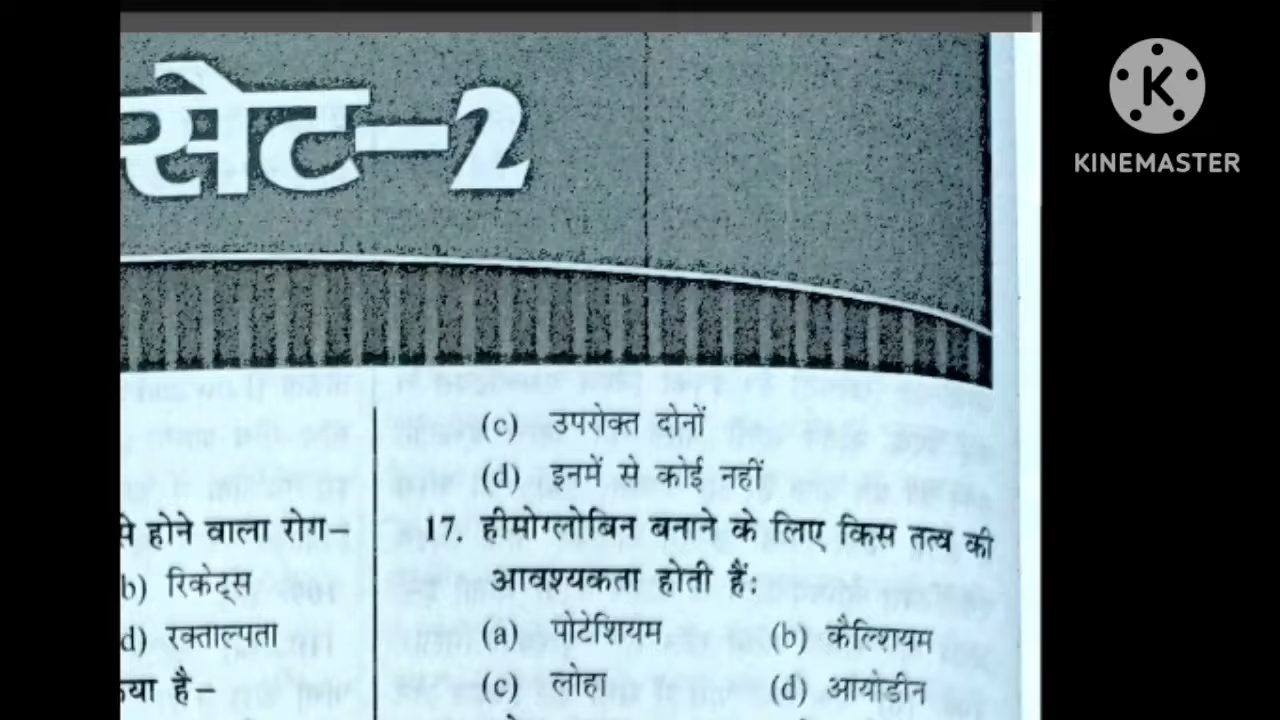 सेट-2
KINEMASTER
से होने वाला रोग-
b) रिकेट्स
d) रक्ताल्पता
है-
(c) उपरोक्त दोनों
(d) इनमें से कोई नहीं
17. हीमोग्लोबिन बनाने के लिए किस तत्व की
आवश्यकता होती हैं:
(a) पोटेशियम (b) कैल्शियम
(c) लोहा (d) आयोडीन